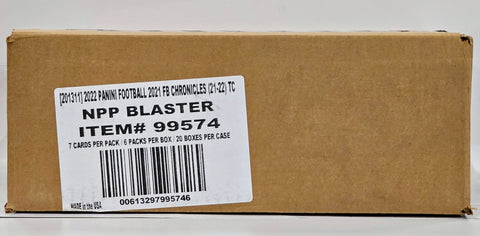 [201311] 2022 PANINI FOOTBALL 2021 FB CHRONICLES (21-22) TC
NPP BLASTER
ITEM# 99574
7 CARDS PER PACK / 6 PACKS PER BOX / 20 BOXES PER CASE
MADE in the USA
00613297995746